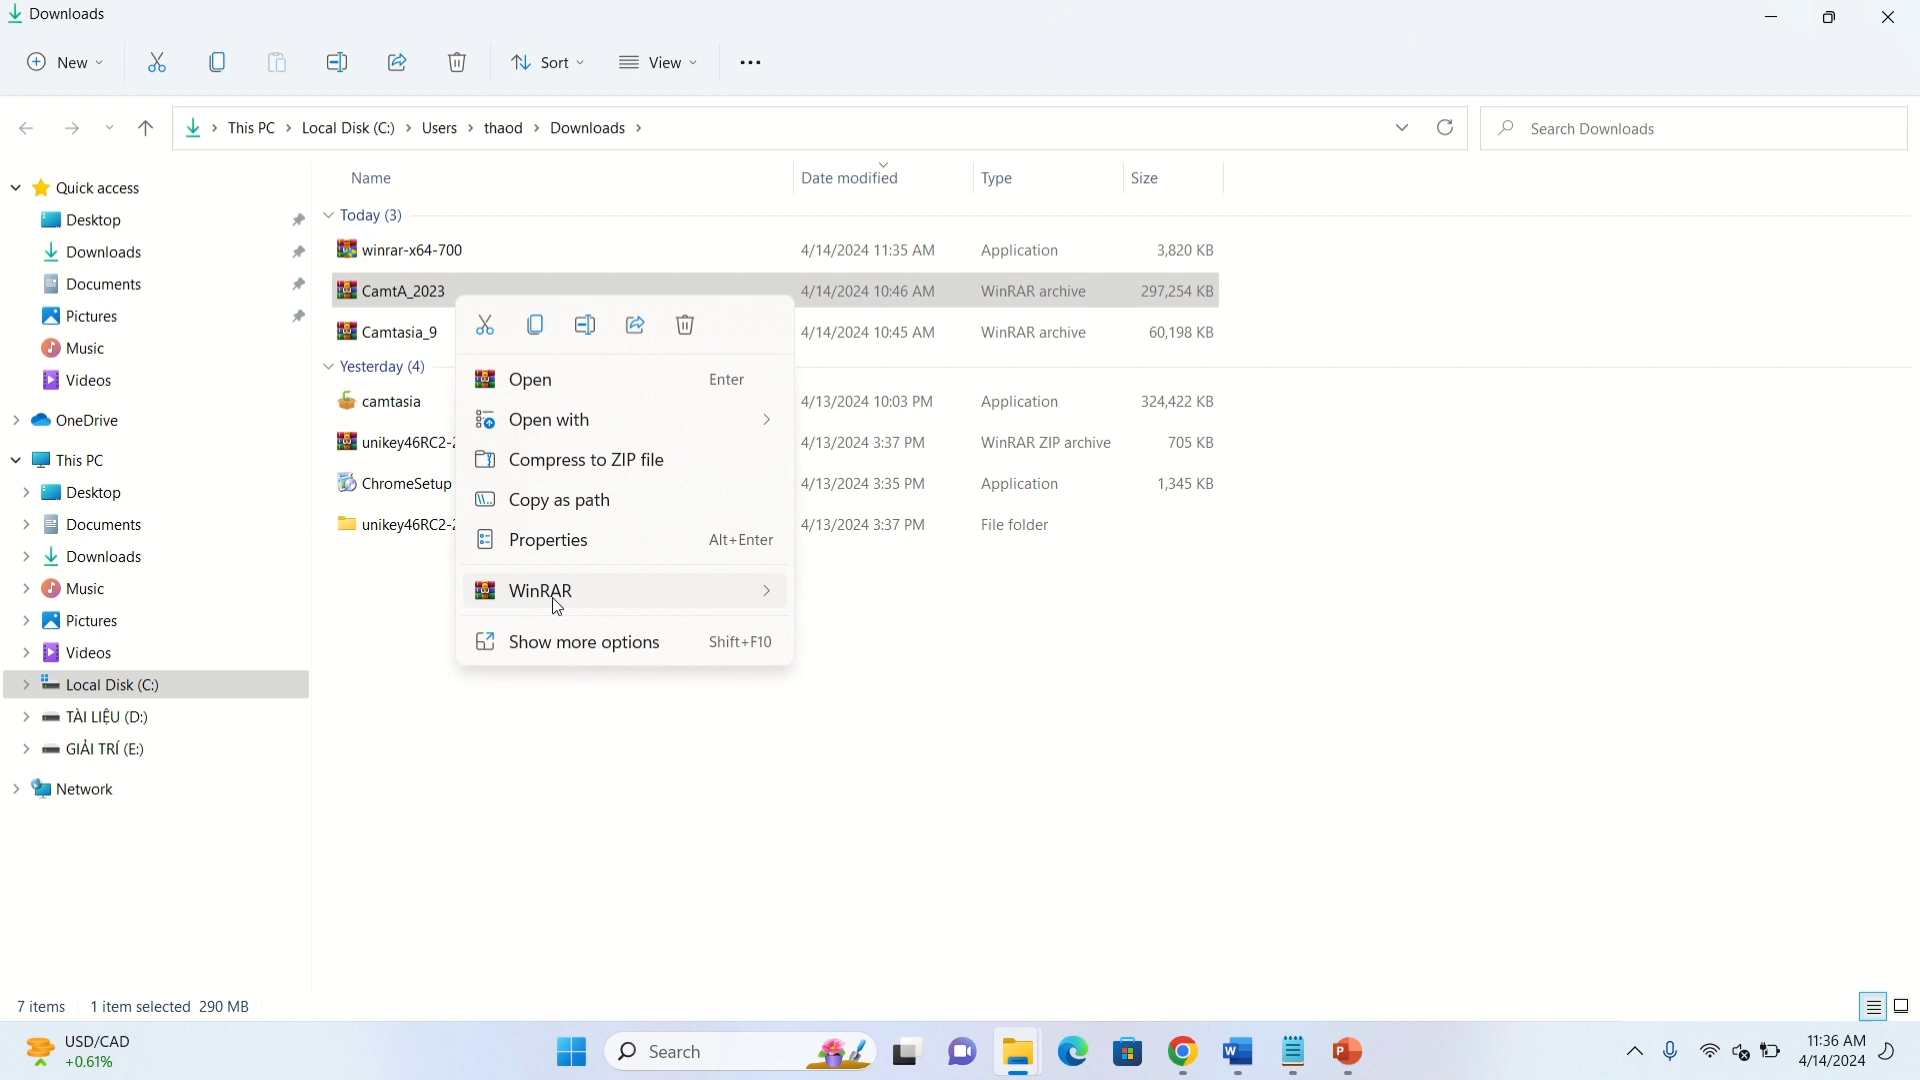 Downloads
New
Sort
View
This PC
Local Disk (C:)
Users
thaod
Downloads
Search Downloads
Name
Date modified
Type
Size
Quick access
Desktop
Downloads
Documents
Pictures
Music
Videos
OneDrive
This PC
Desktop
Documents
Downloads
Music
Pictures
Videos
Local Disk (C:)
TÀI LIỆU (D:)
GIẢI TRÍ (E:)
Network
Today (3)
winrar-x64-700 4/14/2024 11:35 AM Application 3,820 KB
CamtA_2023 4/14/2024 10:46 AM WinRAR archive 297,254 KB
Camtasia_9 4/14/2024 10:45 AM WinRAR archive 60,198 KB
Yesterday (4)
camtasia 4/13/2024 10:03 PM Application 324,422 KB
unikey46RC2-2 4/13/2024 3:37 PM WinRAR ZIP archive 705 KB
ChromeSetup 4/13/2024 3:35 PM Application 1,345 KB
unikey46RC2-2 4/13/2024 3:37 PM File folder
Open Enter
Open with
Compress to ZIP file
Copy as path
Properties Alt+Enter
WinRAR
Show more options Shift+F10
7 items 1 item selected 290 MB
USD/CAD
+0.61%
Search
11:36 AM
4/14/2024